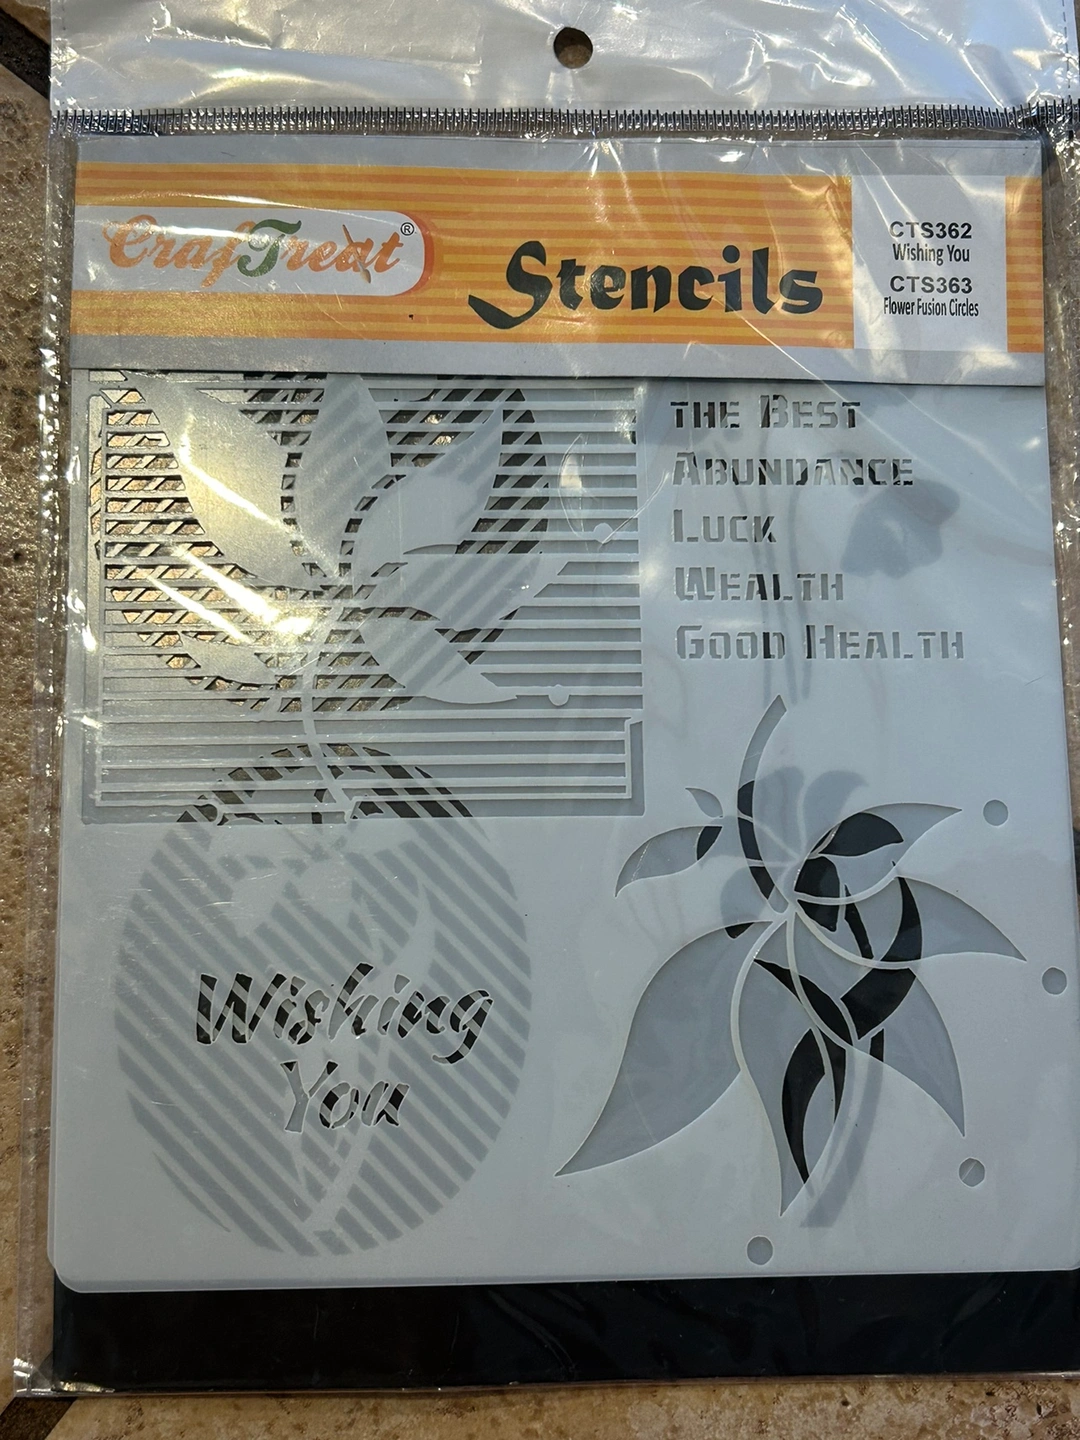 CrafTreat®
Stencils
CTS362
Wishing You
CTS363
Flower Fusion Circles
THE BEST
ABUNDANCE
LUCK
WEALTH
GOOD HEALTH
Wishing
You